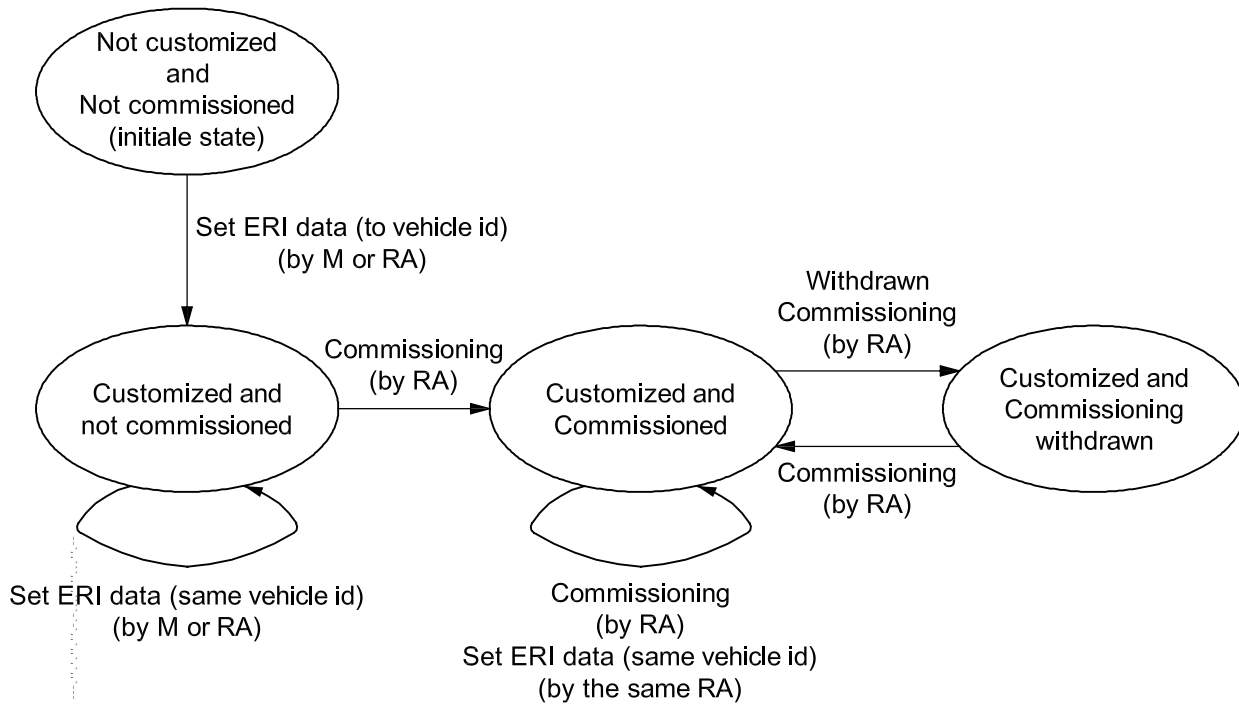 Not customized
and
Not commissioned
(initiale state)
Set ERI data (to vehicle id)
(by M or RA)
Customized and
not commissioned
Commissioning
(by RA)
Customized and
Commissioned
Withdrawn
Commissioning
(by RA)
Commissioning
(by RA)
Customized and
Commissioning
withdrawn
Set ERI data (same vehicle id)
(by M or RA)
Commissioning
(by RA)
Set ERI data (same vehicle id)
(by the same RA)